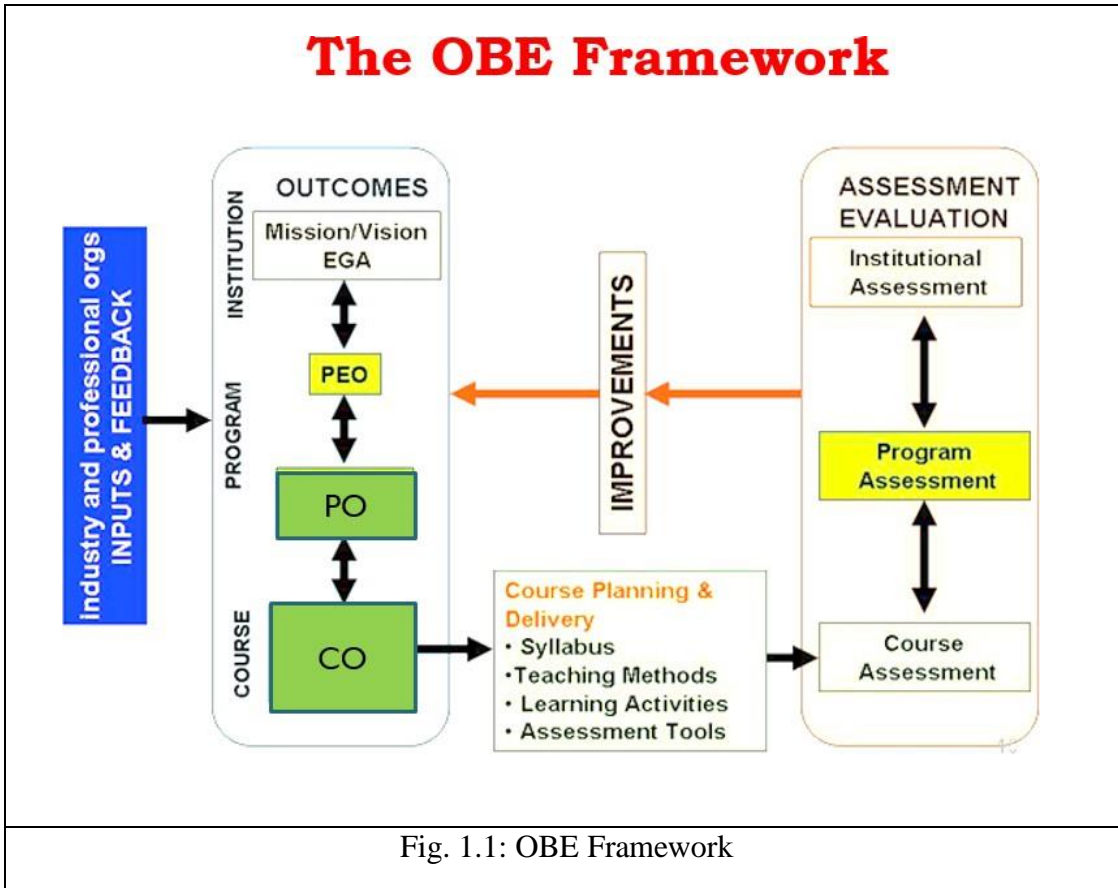 The OBE Framework
industry and professional orgs
INPUTS & FEEDBACK
INSTITUTION
PROGRAM
COURSE
OUTCOMES
Mission/Vision
EGA
PEO
PO
CO
Course Planning &
Delivery
• Syllabus
•Teaching Methods
• Learning Activities
• Assessment Tools
IMPROVEMENTS
ASSESSMENT
EVALUATION
Institutional
Assessment
Program
Assessment
Course
Assessment
Fig. 1.1: OBE Framework